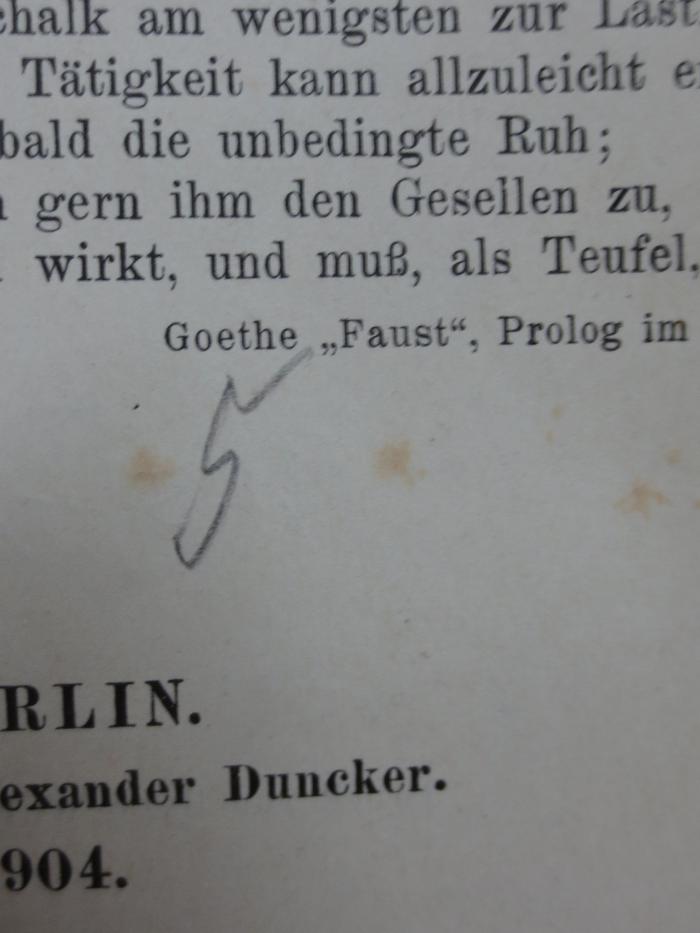 chalk am wenigsten zur Last
Tätigkeit kann allzuleicht e
bald die unbedingte Ruh;
gern ihm den Gesellen zu,
wirkt, und muß, als Teufel,
Goethe „Faust“, Prolog im
5
RLIN.
exander Duncker.
904.